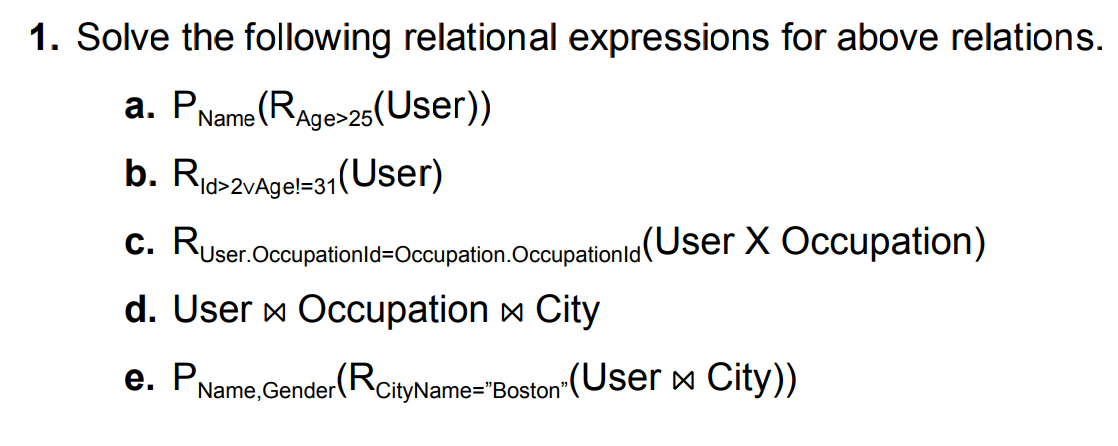 1. Solve the following relational expressions for above relations.
a. PName(RAge>25(User))
b. RId>2vAge!=31(User)
c. RUser.OccupationId=Occupation.OccupationId(User X Occupation)
d. User ⋈ Occupation ⋈ City
e. PName,Gender(RCityName=”Boston”(User ⋈ City))